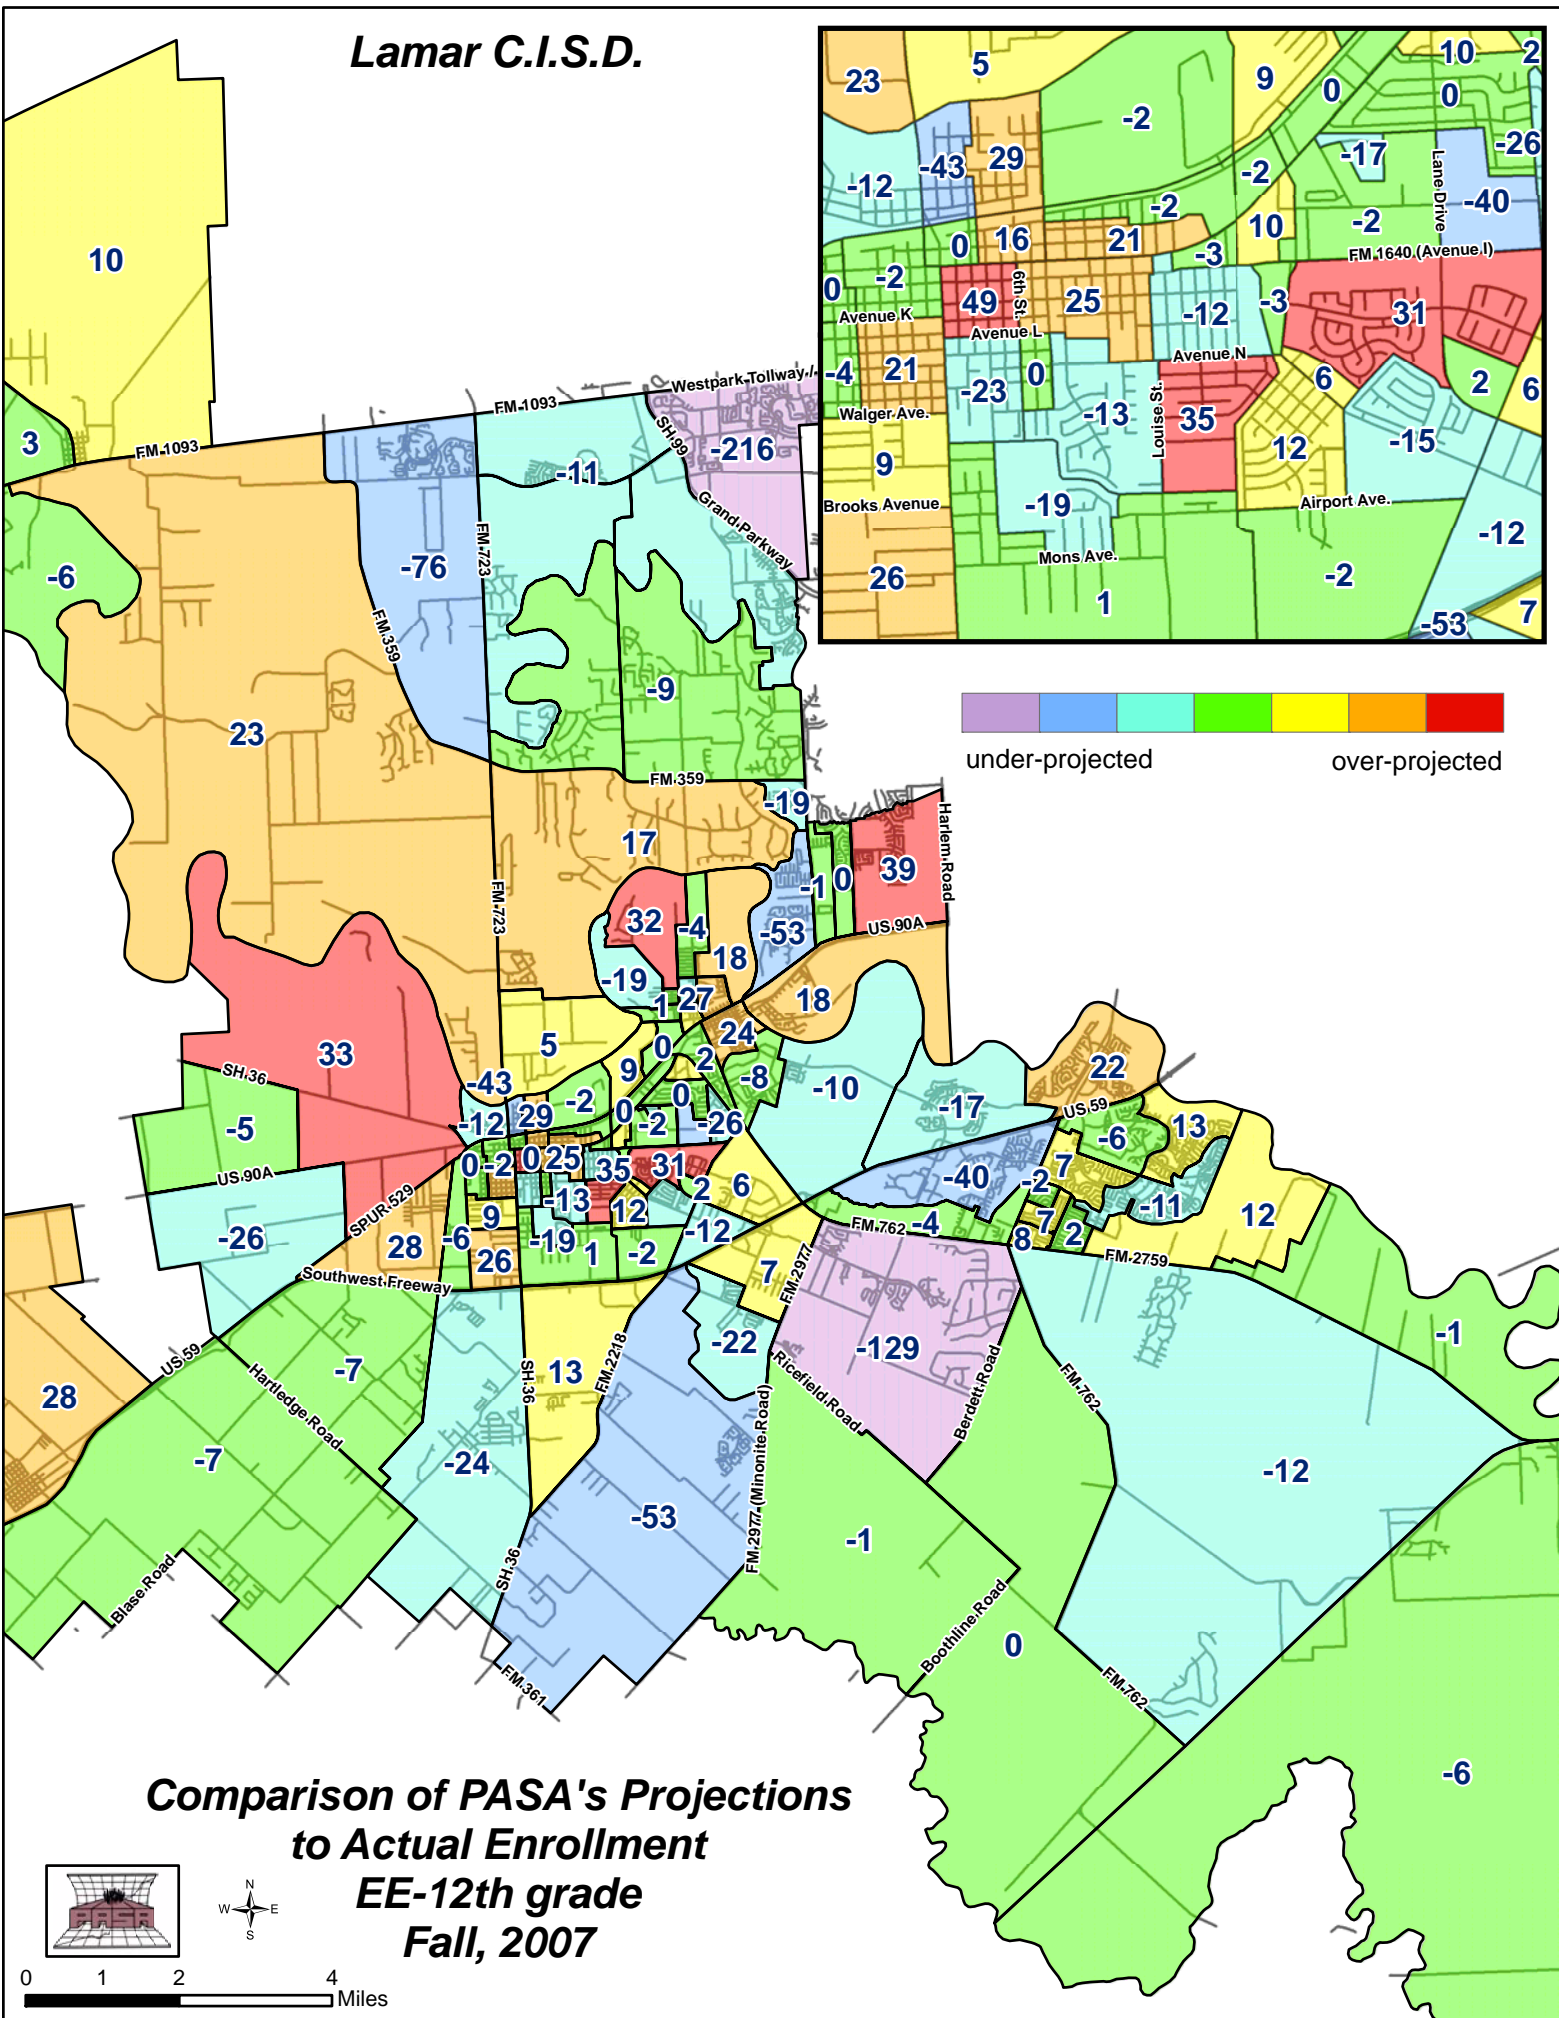 Lamar C.I.S.D.
10
3
-6
23
FM 1093
FM 1093
Westpark Tollway /
SH 99
-216
Grand Parkway
-11
-76
FM 723
FM 359
-9
FM 359
17
-19
FM 723
32
-4
18
-53
-1
0
39
Harlem Road
US 90A
-19
1
27
18
24
5
0
2
9
-8
33
SH 36
-5
US 90A
-26
SPUR 529
28
-43
-12
29
-2
0
-2
0
-26
-10
-17
22
US 59
-6
13
0
-2
0
25
35
31
-13
12
2
6
-40
-2
7
-11
12
9
-6
26
-19
1
-2
-12
FM 762
-4
8
7
2
FM 2759
Southwest Freeway
7
FM 2977
-129
-22
-1
28
US 59
Hartledge Road
-7
-7
SH 36
13
FM 2218
Ricefield Road
Berdett Road
FM 762
-24
-53
FM 2977 (Minonite Road)
-12
-1
Blase Road
SH 36
FM 361
Boothline Road
0
FM 762
-6
23
5
9
10
2
0
0
-2
-12
-43
29
-2
-17
-26
Lane Drive
-40
-2
0
16
21
-3
10
-2
FM 1640 (Avenue I)
0
-2
49
6th St.
25
-12
-3
31
Avenue K
Avenue L
Avenue N
-4
21
-23
0
-13
Louise St.
35
6
2
6
Walger Ave.
12
-15
9
Brooks Avenue
-19
Airport Ave.
-12
Mons Ave.
26
1
-2
-53
7
under-projected
over-projected
Comparison of PASA's Projections
to Actual Enrollment
EE-12th grade
Fall, 2007
PASA
N
W E
S
0 1 2 4
Miles